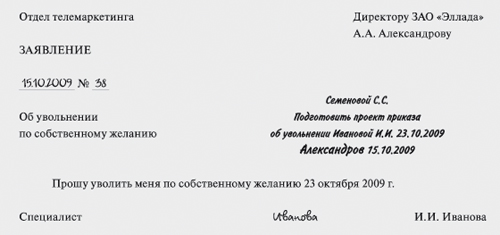 Отдел телемаркетинга
Директору ЗАО «Эллада»
А.А. Александрову
ЗАЯВЛЕНИЕ
15.10.2009 № 38
Семеновой С.С.
Подготовить проект приказа
об увольнении Ивановой И.И. 23.10.2009
Александров 15.10.2009
Об увольнении
по собственному желанию
Прошу уволить меня по собственному желанию 23 октября 2009 г.
Специалист Иванова И.И. Иванова